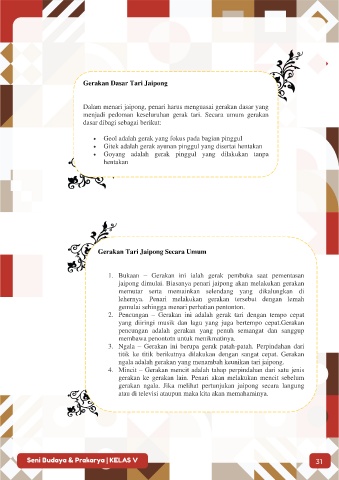 Gerakan Dasar Tari Jaipong
Dalam menari jaipong, penari harus menguasai gerakan dasar yang
menjadi pedoman keseluruhan gerak tari. Secara umum gerakan
dasar dibagi sebagai berikut:
• Geol adalah gerak yang fokus pada bagian pinggul
• Gitek adalah gerak ayunan pinggul yang disertai hentakan
• Goyang adalah gerak pinggul yang dilakukan tanpa
hentakan
Gerakan Tari Jaipong Secara Umum
1. Bukaan – Gerakan ini ialah gerak pembuka saat pementasan
jaipong dimulai. Biasanya penari jaipong akan melakukan gerakan
memutar serta memainkan selendang yang dikalungkan di
lehernya. Penari melakukan gerakan tersebut dengan lemah
gemulai sehingga menari perhatian pentonton.
2. Pencungan – Gerakan ini adalah gerak tari dengan tempo cepat
yang diiringi musik dan lagu yang juga bertempo cepat.Gerakan
pencungan adalah gerakan yang penuh semangat dan sanggup
membawa penotoh untuk menikmatinya.
3. Ngala – Gerakan ini berupa gerak patah-patah. Perpindahan dari
titik ke titik berikutnya dilakukan dengan sangat cepat. Gerakan
ngala adalah gerakan yang menambah keunikan tari jaipong.
4. Mincit – Gerakan mencit adalah tahap perpindahan dari satu jenis
gerakan ke gerakan lain. Penari akan melakukan mincit sebelum
gerakan ngala. Jika melihat pertunjukan jaipong secara langung
atau di televisi ataupun maka kita akan memahaminya.
Seni Budaya & Prakarya | KELAS V
31